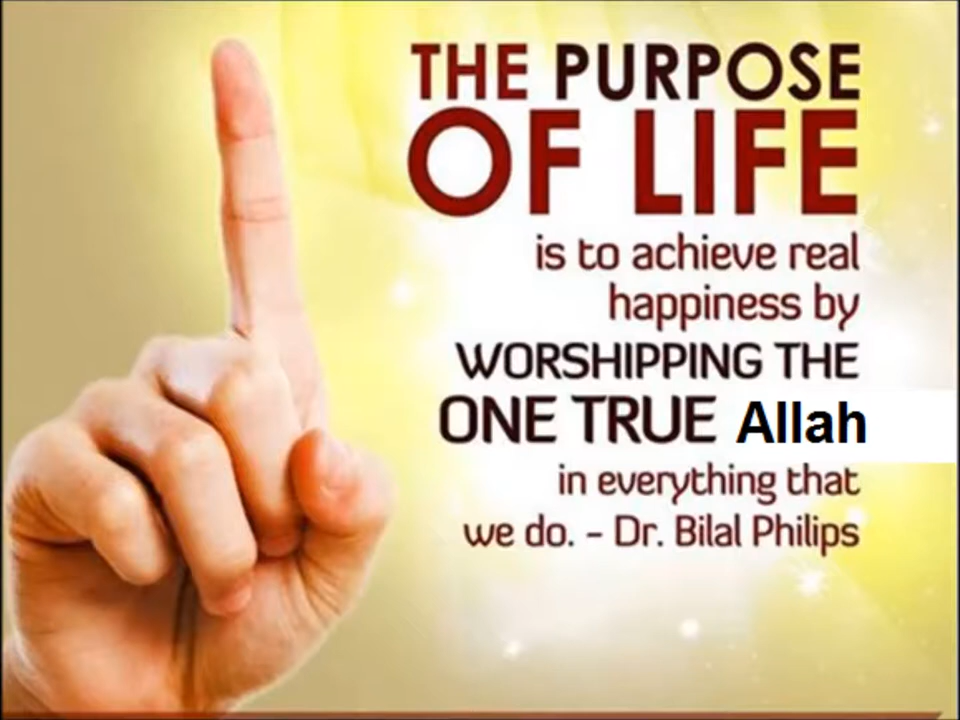 THE PURPOSE
OF LIFE
is to achieve real
happiness by
WORSHIPPING THE
ONE TRUE Allah
in everything that
we do. - Dr. Bilal Philips